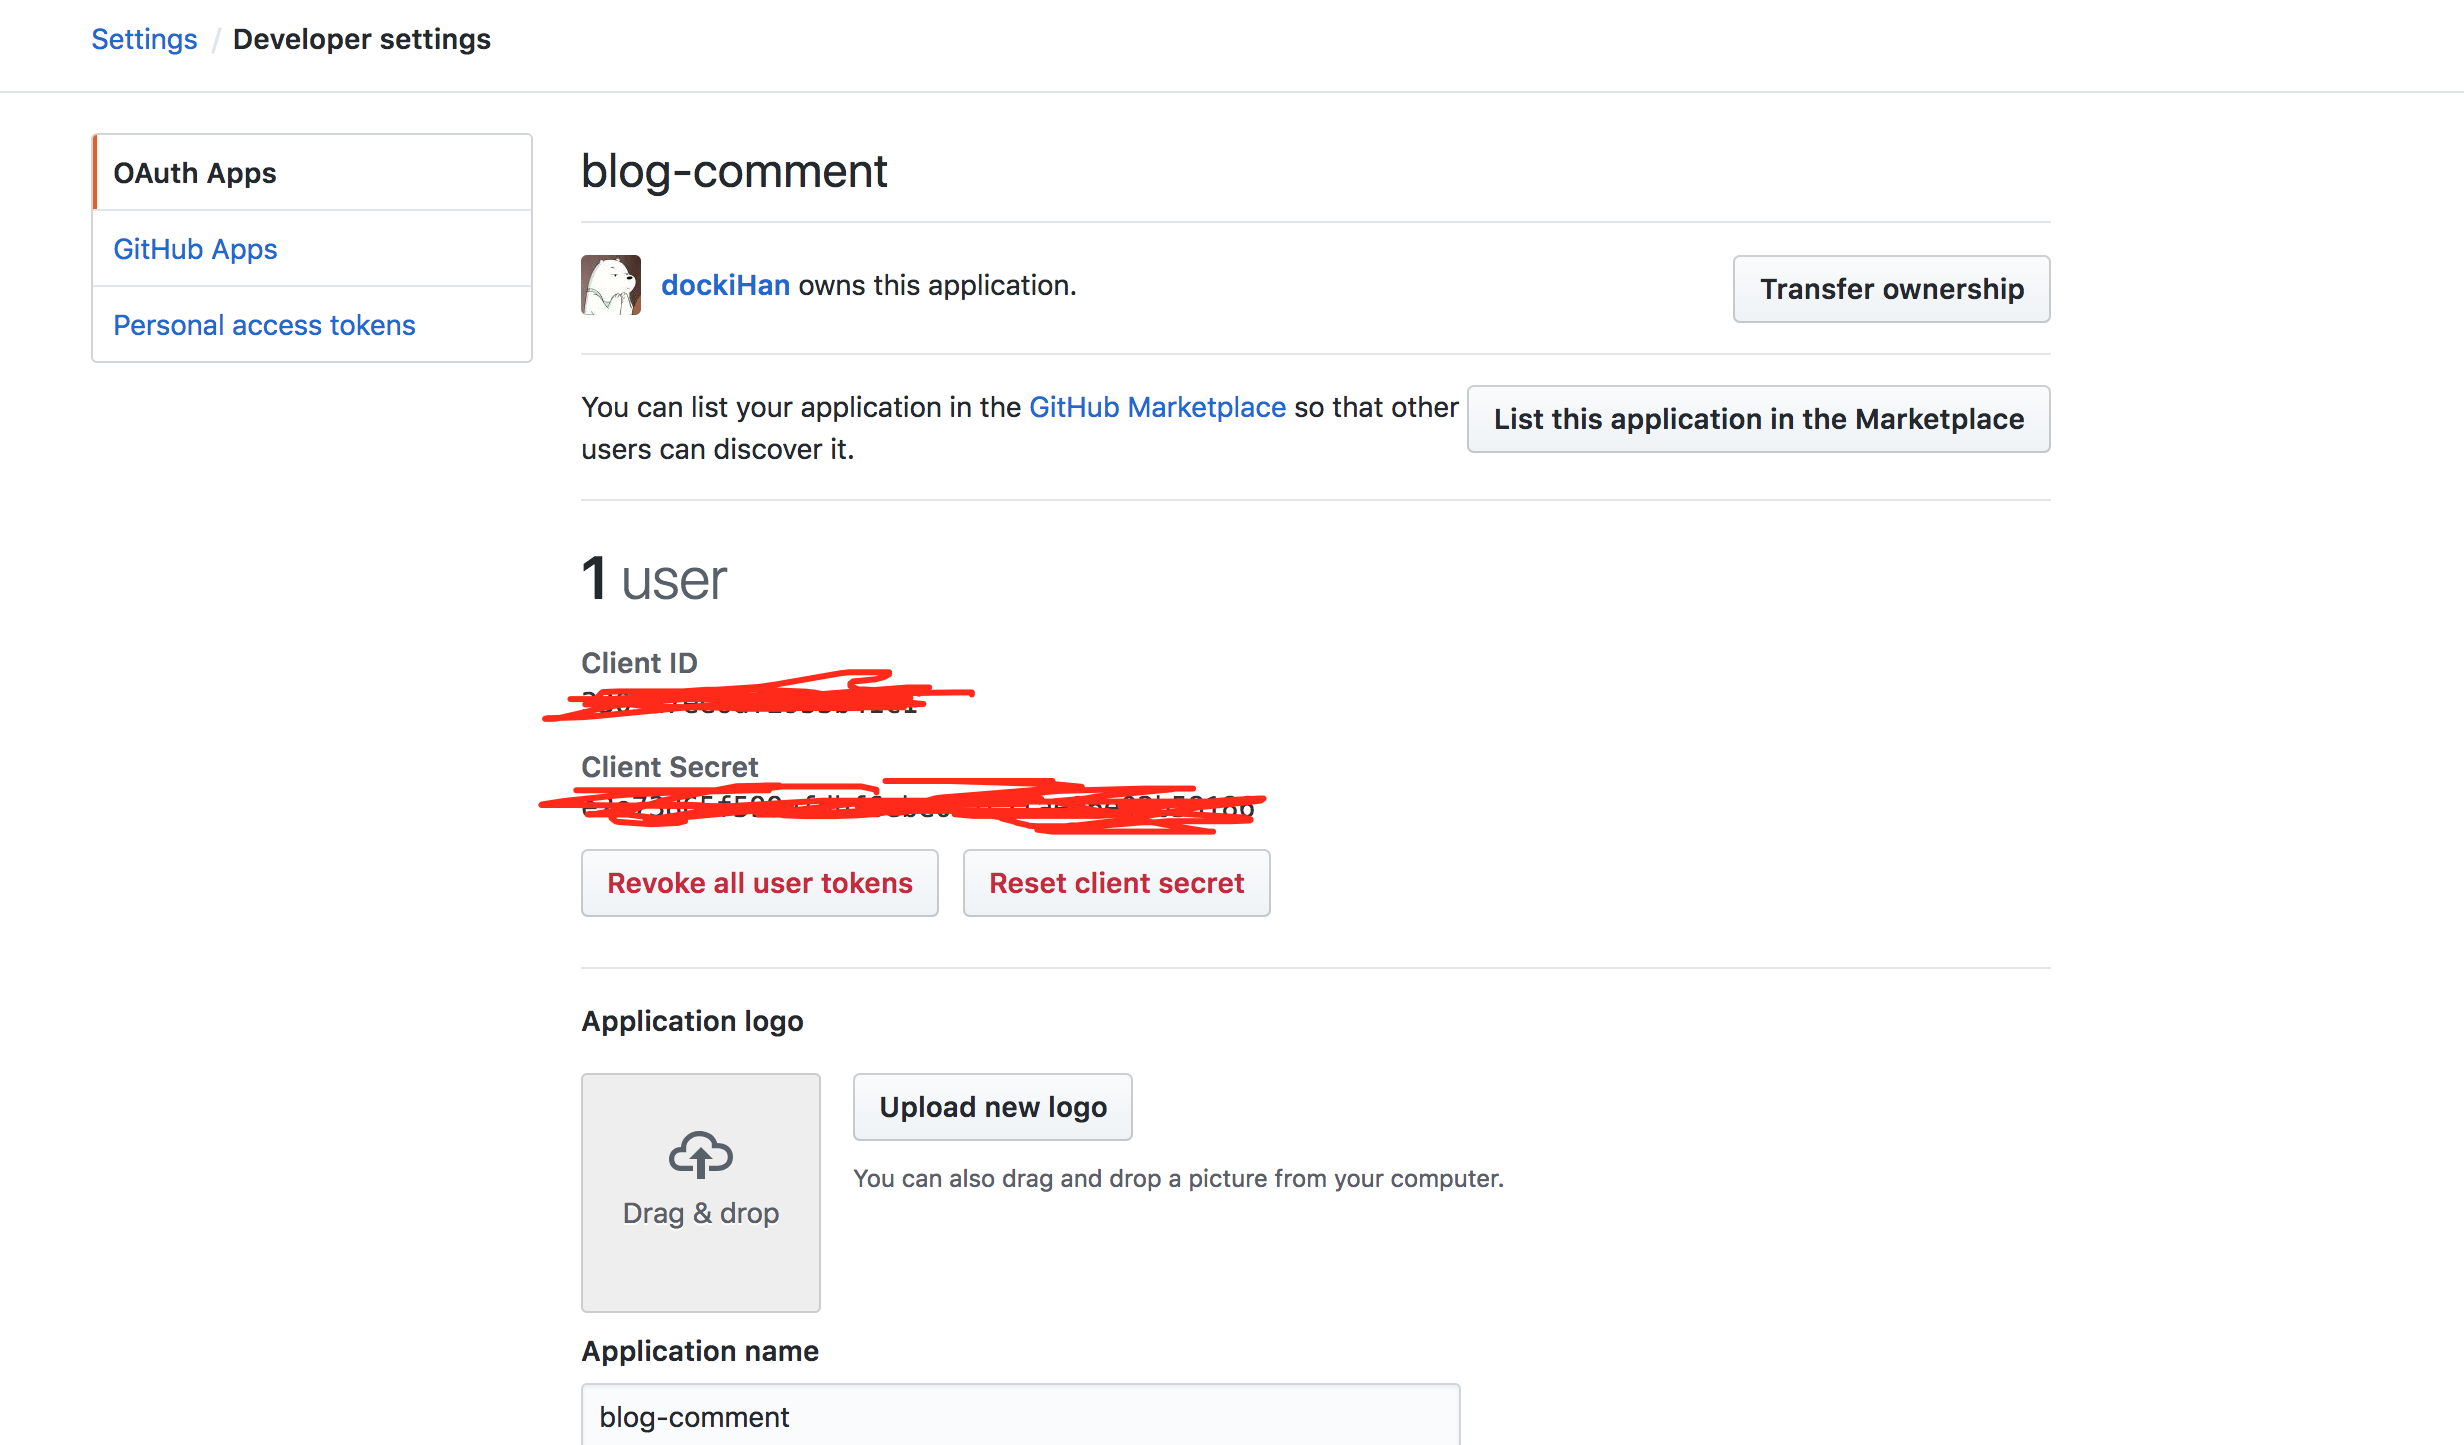 Settings / Developer settings
OAuth Apps
GitHub Apps
Personal access tokens
blog-comment
dockiHan owns this application.
Transfer ownership
You can list your application in the GitHub Marketplace so that other
users can discover it.
List this application in the Marketplace
1 user
Client ID
Client Secret
Revoke all user tokens
Reset client secret
Application logo
Drag & drop
Upload new logo
You can also drag and drop a picture from your computer.
Application name
blog-comment